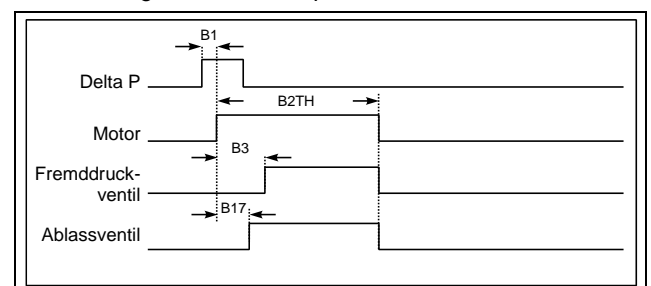 B1
Delta P
B2TH
Motor
B3
Fremddruck-
ventil
B17
Ablassventil